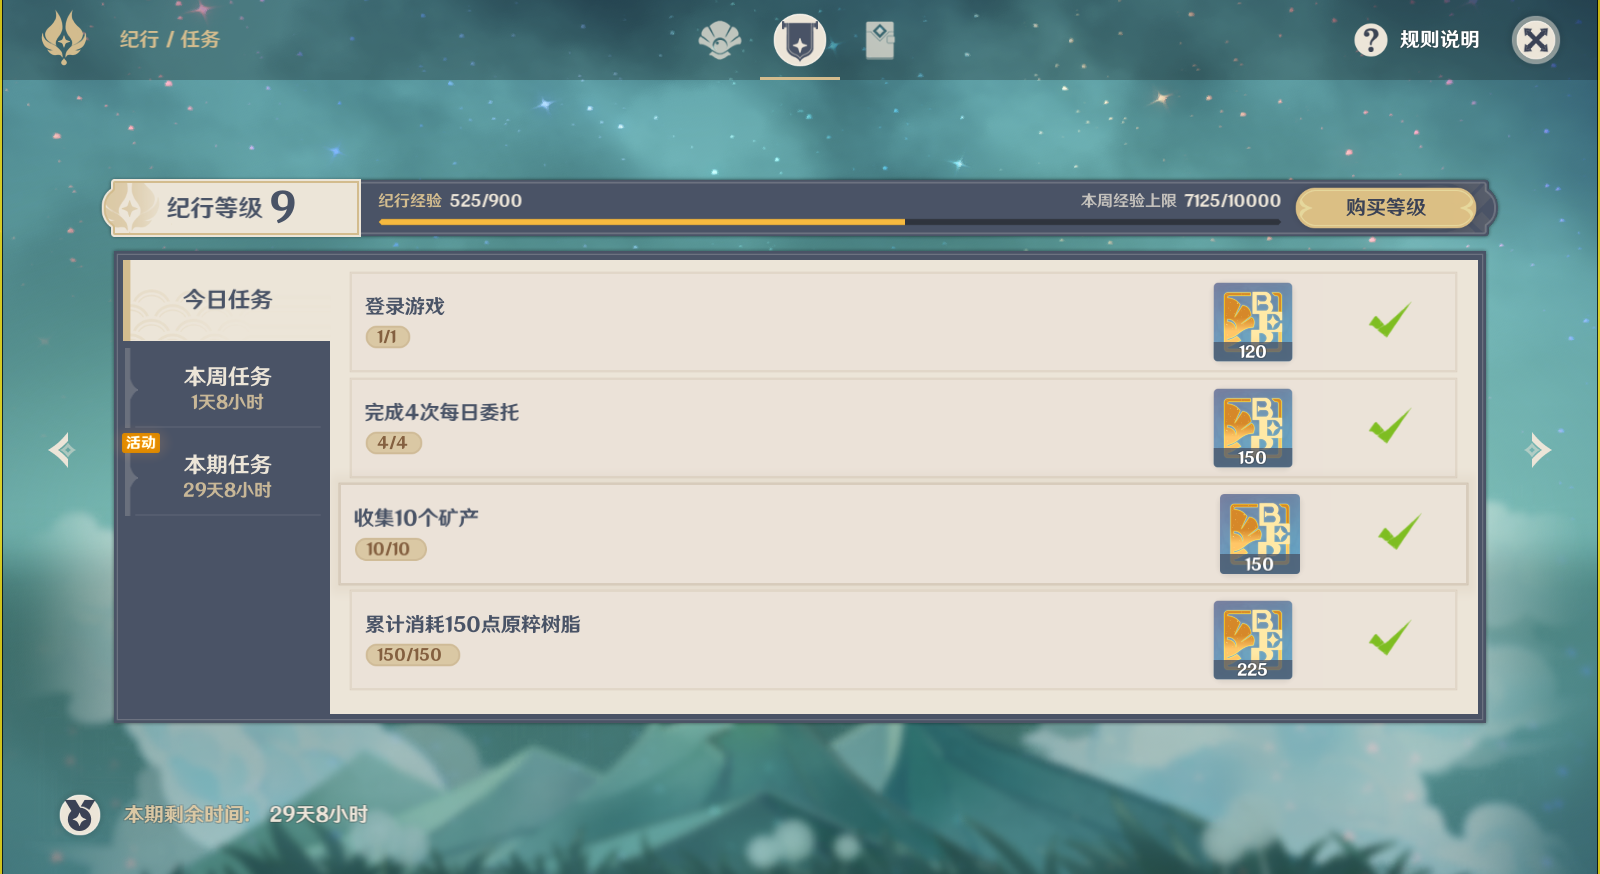 纪行 / 任务
规则说明
纪行等级 9
纪行经验 525/900
本周经验上限 7125/10000
购买等级
今日任务
本周任务
1天8小时
活动
本期任务
29天8小时
登录游戏
1/1
120
完成4次每日委托
4/4
150
收集10个矿产
10/10
150
累计消耗150点原粹树脂
150/150
225
本期剩余时间: 29天8小时